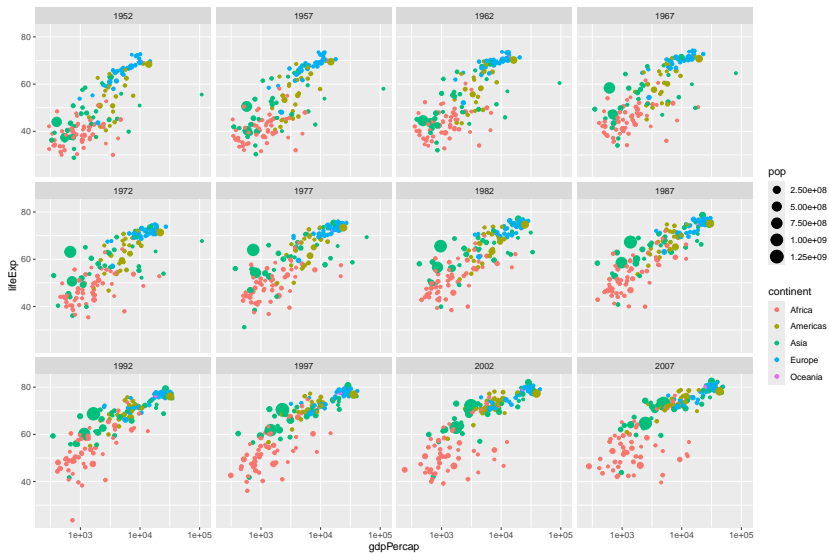 1952 1957 1962 1967
80
60
40
1972 1977 1982 1987
80
60
40
1992 1997 2002 2007
80
60
40
1e+03 1e+04 1e+05 1e+03 1e+04 1e+05 1e+03 1e+04 1e+05 1e+03 1e+04 1e+05
gdpPercap
lifeExp
pop
2.50e+08
5.00e+08
7.50e+08
1.00e+09
1.25e+09
continent
Africa
Americas
Asia
Europe
Oceania